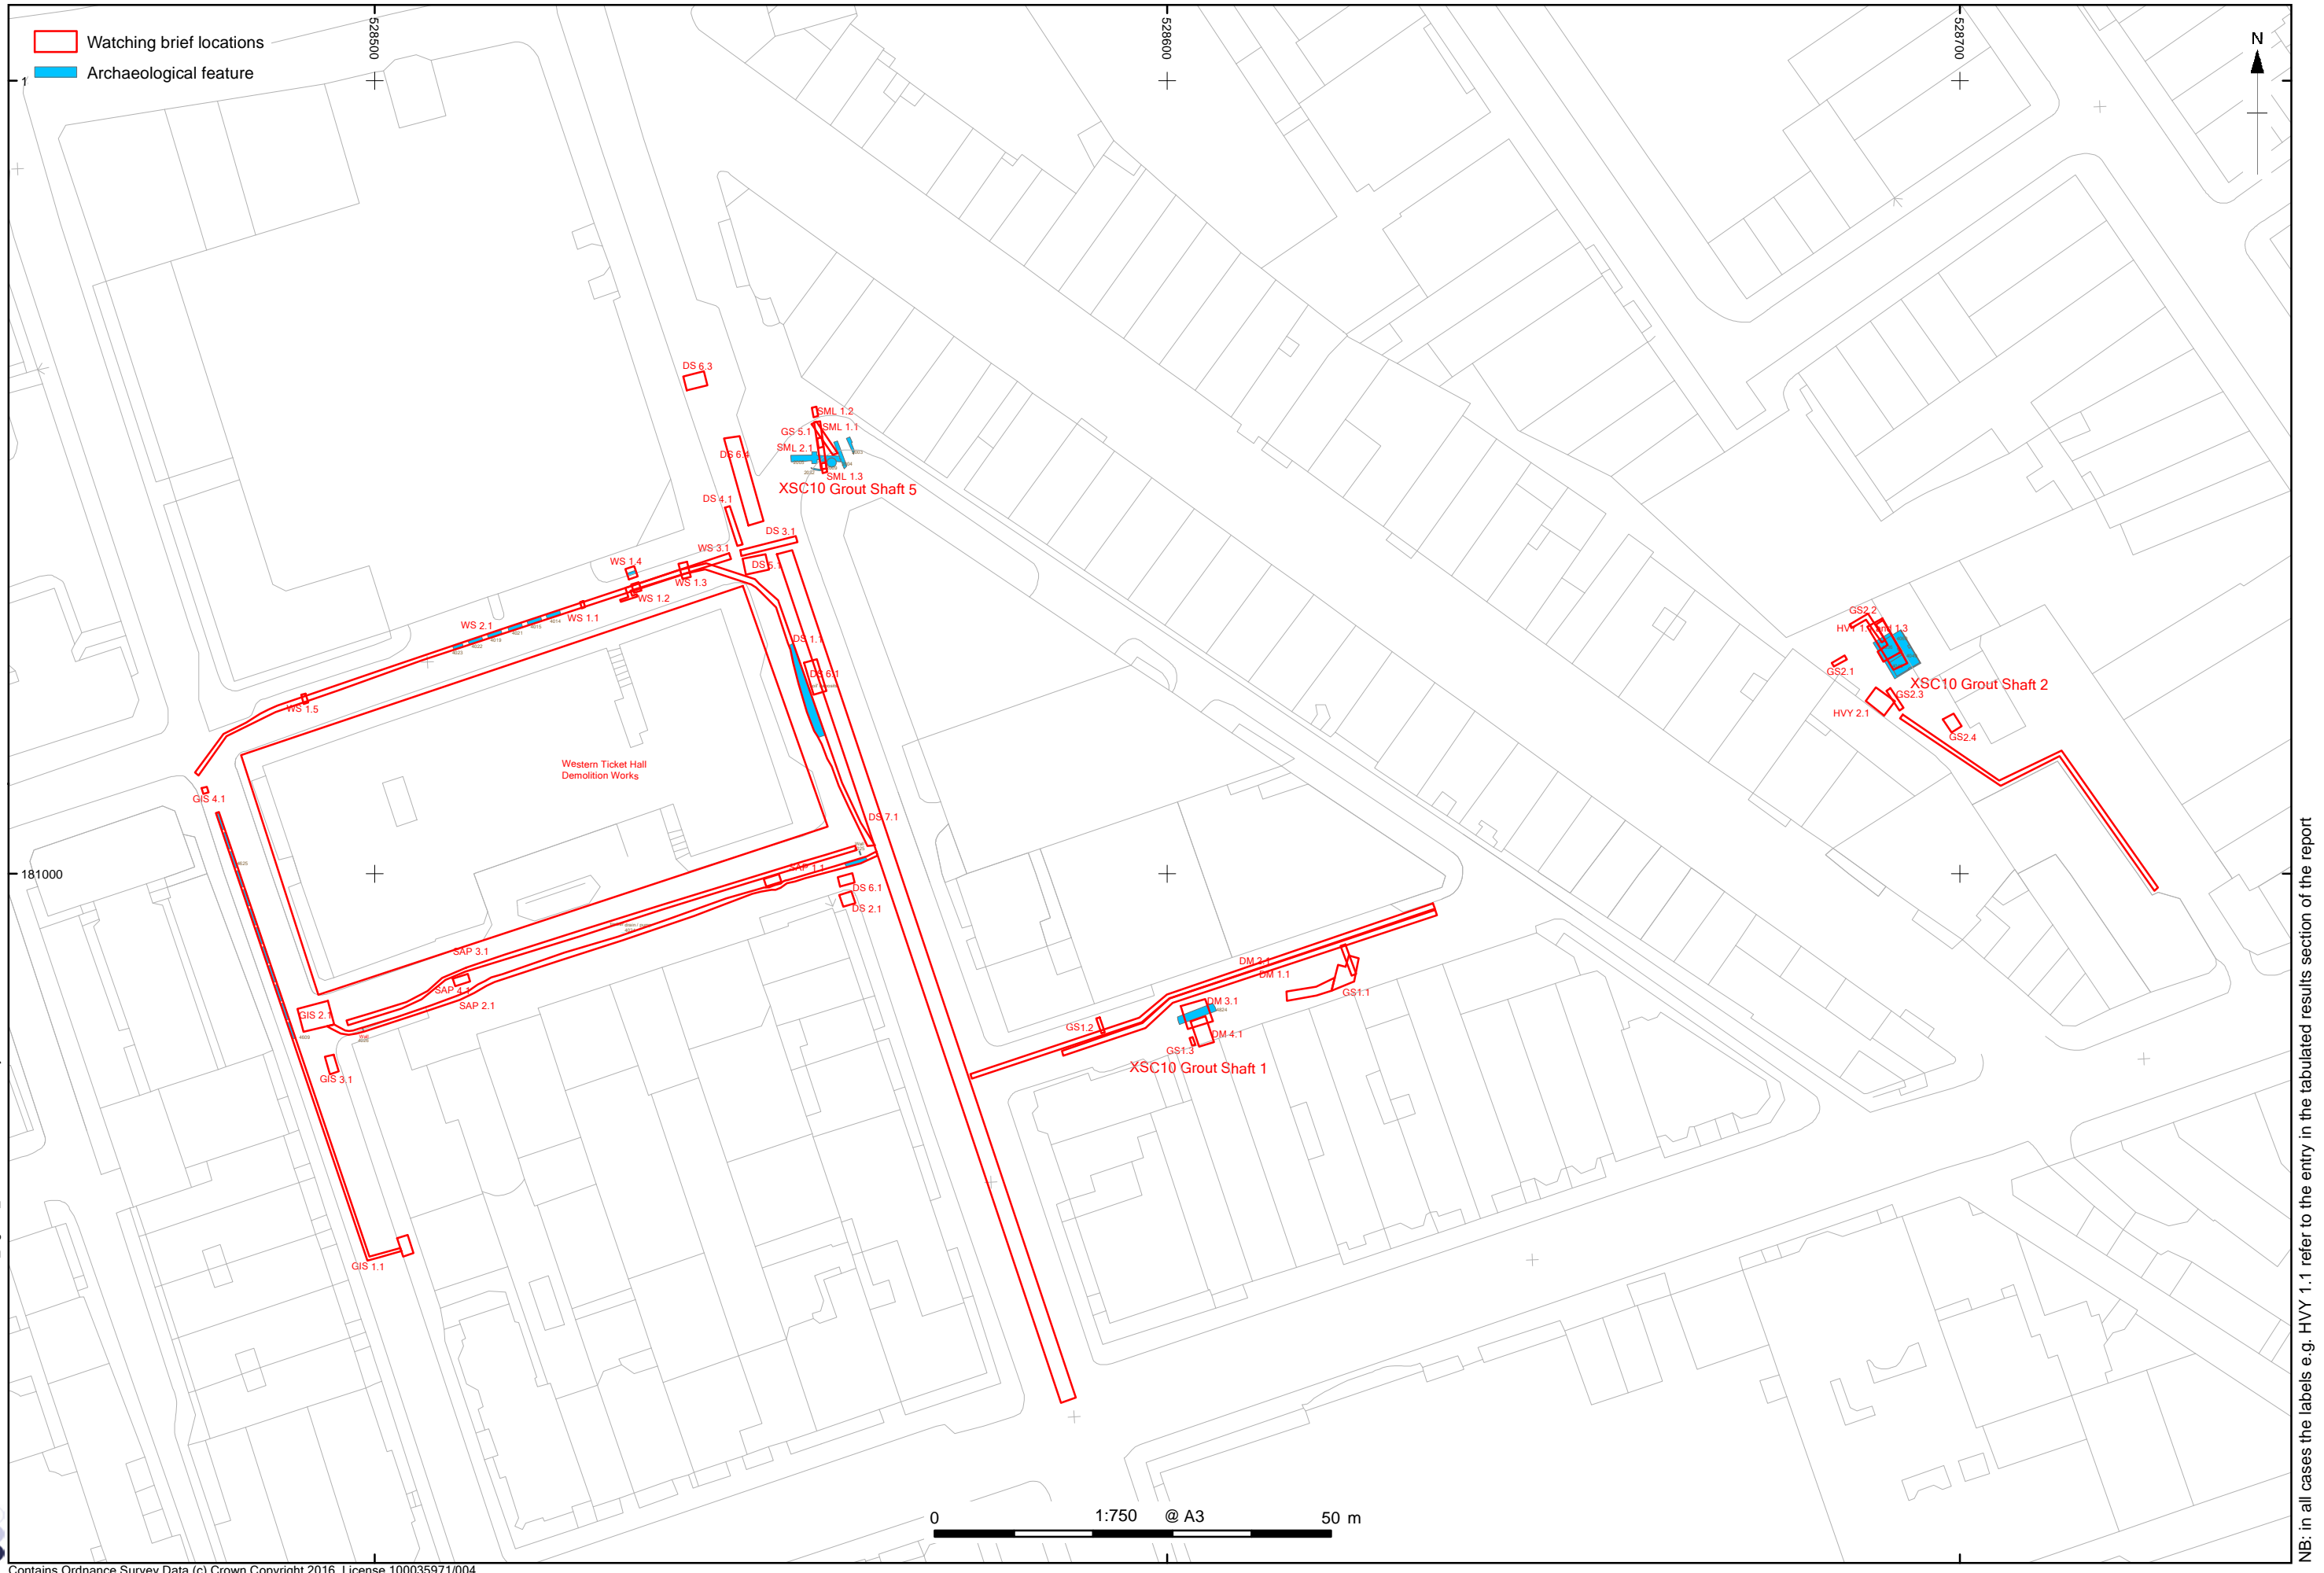 Watching brief locations
Archaeological feature
528500
528600
528700
N
1
181000
DS 6.3
SML 1.2
GS 5.1
SML 1.1
SML 2.1
SML 1.3
XSC10 Grout Shaft 5
DS 6.4
DS 4.1
DS 3.1
WS 3.1
WS 1.4
WS 1.3
WS 1.2
WS 1.1
WS 2.1
WS 1.5
DS 1.1
DS 6.1
Western Ticket Hall
Demolition Works
GIS 4.1
DS 7.1
SAP 1.1
DS 6.1
DS 2.1
SAP 3.1
SAP 4.1
SAP 2.1
GIS 2.1
GIS 3.1
GIS 1.1
GS2.2
GS2.1
XSC10 Grout Shaft 2
GS2.3
HVY 2.1
GS2.4
DM 1.1
GS1.1
DM 3.1
GS1.2
DM 4.1
GS1.3
XSC10 Grout Shaft 1
0
1:750 @ A3
50 m
NB: in all cases the labels e.g. HVY 1.1 refer to the entry in the tabulated results section of the report
Contains Ordnance Survey Data (c) Crown Copyright 2016. License 100035971/004